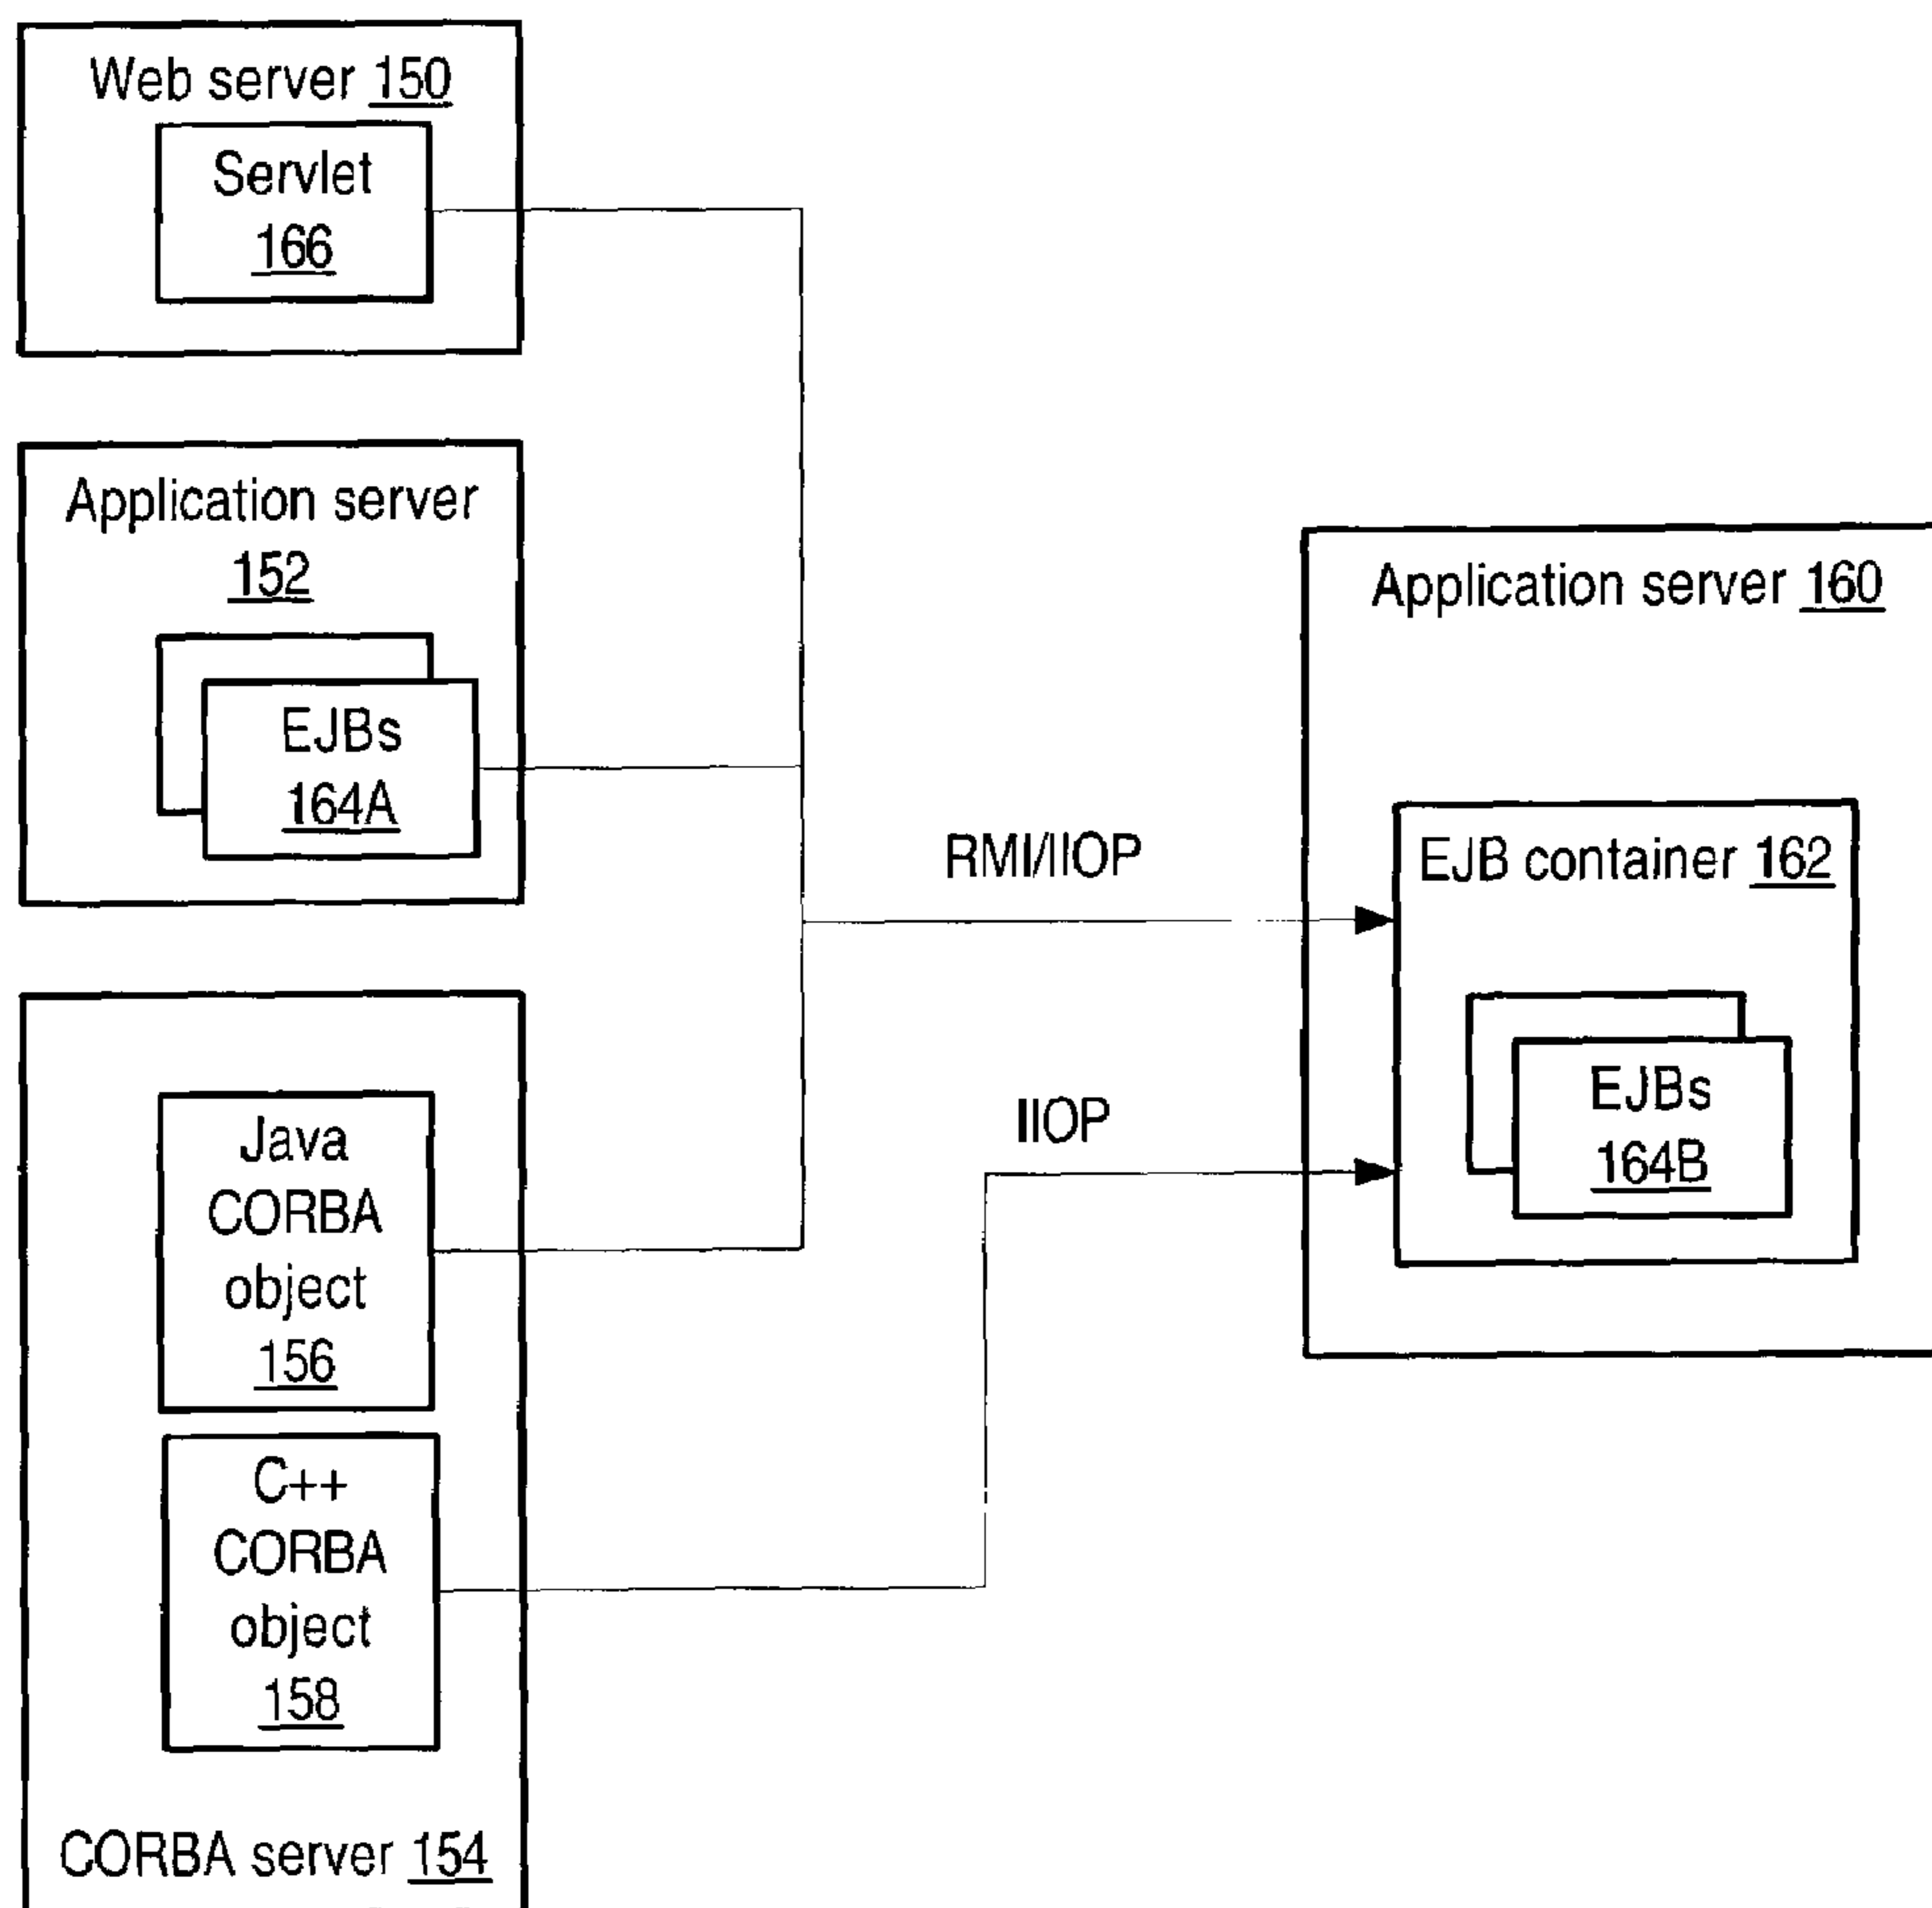 Web server 150
Servlet
166
Application server
152
EJBs
164A
Java
CORBA
object
156
C++
CORBA
object
158
CORBA server 154
RMI/IIOP
IIOP
Application server 160
EJB container 162
EJBs
164B